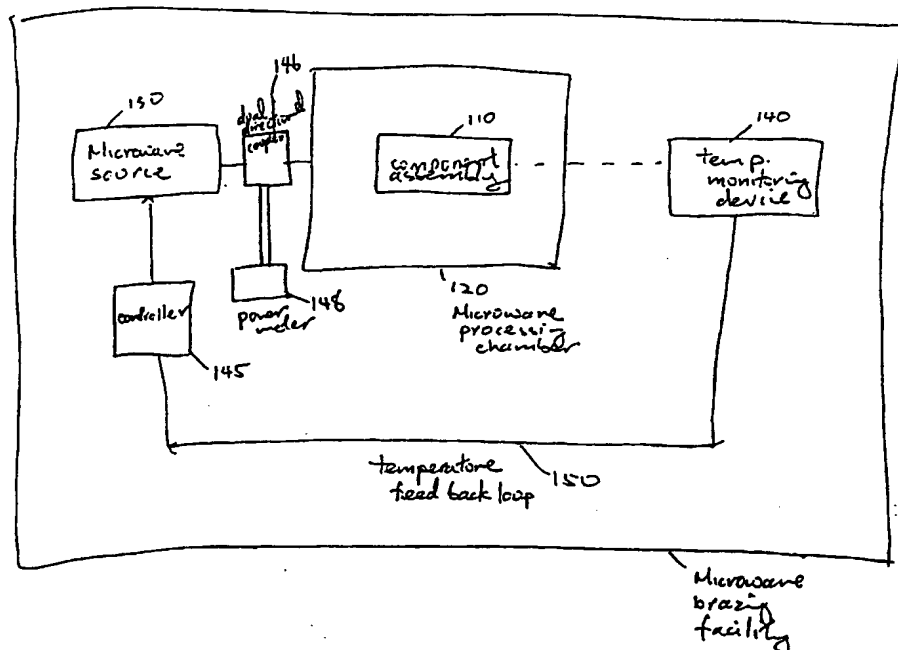 146
130
dual
directional
coupler
Microwave
source
110
component
assembly
140
temp.
monitoring
device
controller
145
148
power
meter
120
Microwave
processing
chamber
temperature
feed back loop
150
Microwave
brazing
facility